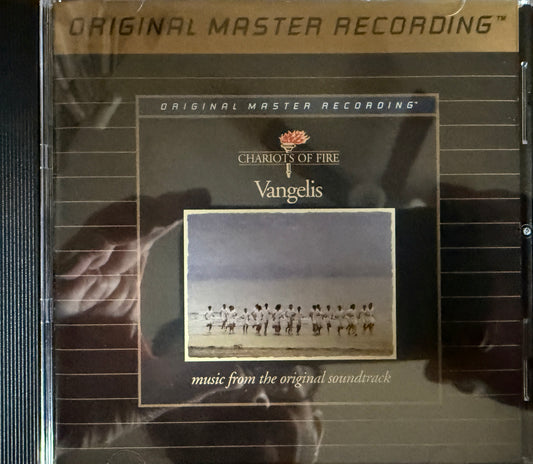 ORIGINAL MASTER RECORDING™
ORIGINAL MASTER RECORDING™
CHARIOTS OF FIRE
Vangelis
music from the original soundtrack